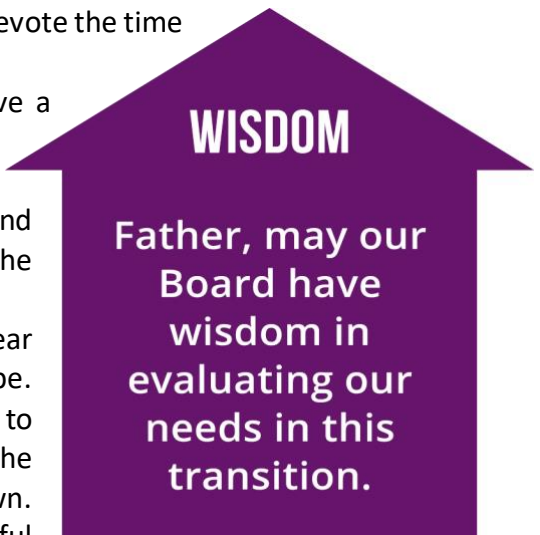 evote the time
ve a
nd
he
ear
be.
to
he
wn.
WISDOM
Father, may our
Board have
wisdom in
evaluating our
needs in this
transition.